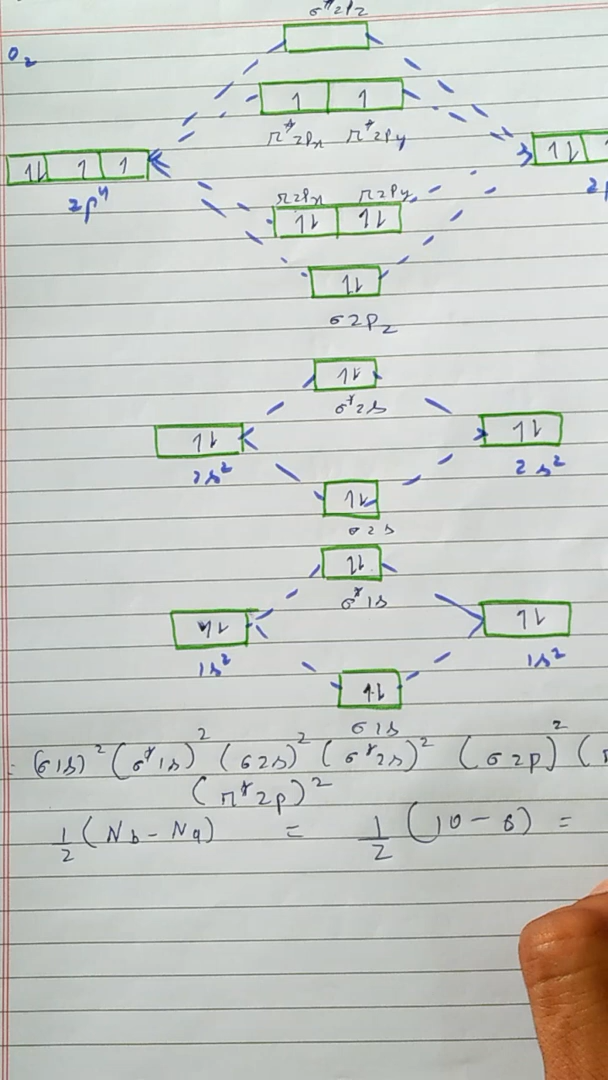 σ*2Pz
O2
1 1
π*2Px π*2Py
1⇂ 1 1
1⇂
2p4
π2Px π2Py
1⇂ 1⇂
1⇂
σ2Pz
1⇂
σ*2s
1⇂ 1⇂
2s² 2s²
1⇂
σ2s
1⇂
σ*1s
1⇂ 1⇂
1s² 1s²
1⇂
σ1s
(σ1s)² (σ*1s)² (σ2s)² (σ*2s)² (σ2p)² (
(π*2p)²
1/2 (Nb - Na) = 1/2 (10 - 6) =